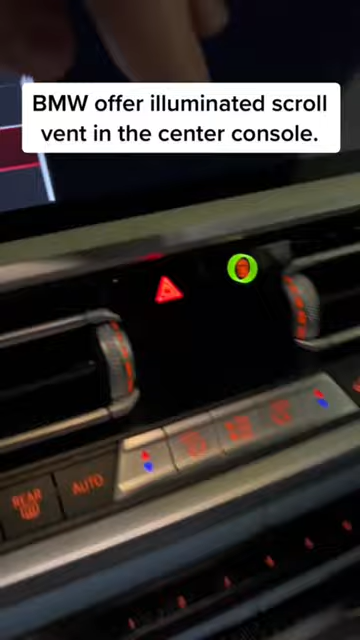 BMW offer illuminated scroll
vent in the center console.
REAR
AUTO